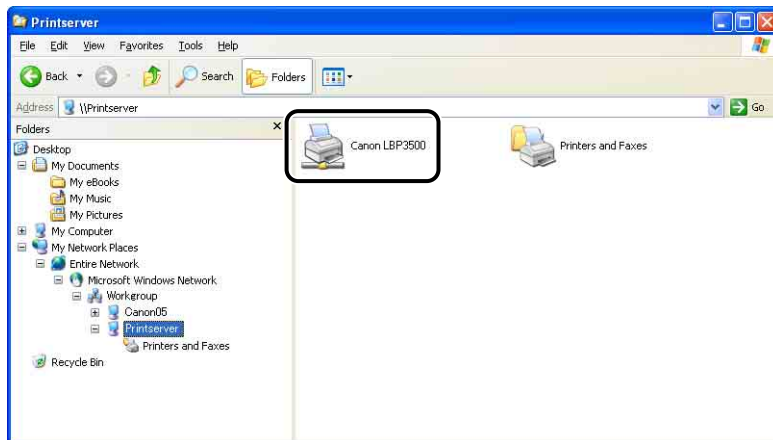 Printserver
File Edit View Favorites Tools Help
Back Search Folders
Address \\Printserver Go
Folders
Desktop
My Documents
My eBooks
My Music
My Pictures
My Computer
My Network Places
Entire Network
Microsoft Windows Network
Workgroup
Canon05
Printserver
Printers and Faxes
Recycle Bin
Canon LBP3500
Printers and Faxes